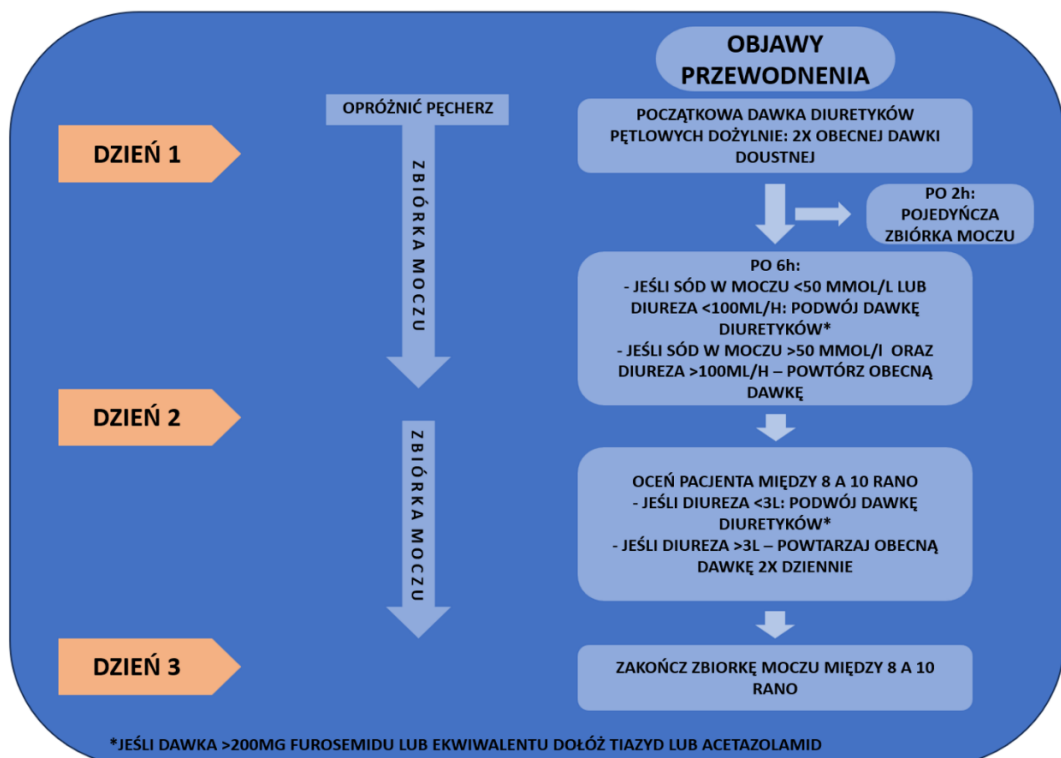 OBJAWY
PRZEWODNENIA
OPRÓŻNIĆ PĘCHERZ
POCZĄTKOWA DAWKA DIURETYKÓW
PĘTLOWYCH DOŻYLNIE: 2X OBECNEJ DAWKI
DOUSTNEJ
DZIEŃ 1
ZBIÓRKA MOCZU
PO 2h:
POJEDYŃCZA
ZBIÓRKA MOCZU
PO 6h:
- JEŚLI SÓD W MOCZU <50 MMOL/L LUB
DIUREZA <100ML/H: PODWÓJ DAWKĘ
DIURETYKÓW*
- JEŚLI SÓD W MOCZU >50 MMOL/l ORAZ
DIUREZA >100ML/H – POWTÓRZ OBECNĄ
DAWKĘ
DZIEŃ 2
ZBIÓRKA MOCZU
OCEŃ PACJENTA MIĘDZY 8 A 10 RANO
- JEŚLI DIUREZA <3L: PODWÓJ DAWKĘ
DIURETYKÓW*
- JEŚLI DIUREZA >3L – POWTARZAJ OBECNĄ
DAWKĘ 2X DZIENNIE
DZIEŃ 3
ZAKOŃCZ ZBIORKĘ MOCZU MIĘDZY 8 A 10
RANO
*JEŚLI DAWKA >200MG FUROSEMIDU LUB EKWIWALENTU DOŁÓŻ TIAZYD LUB ACETAZOLAMID